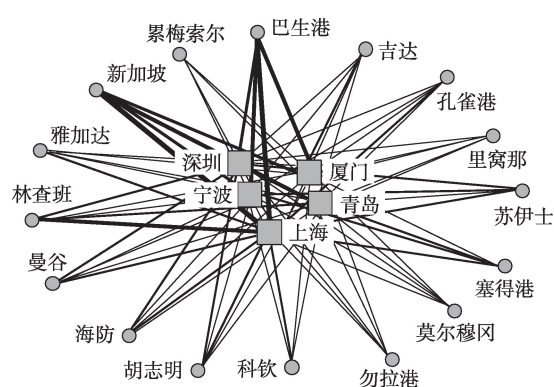 巴生港
累梅索尔
吉达
新加坡
孔雀港
雅加达
里窝那
深圳
厦门
林查班
宁波
青岛
苏伊士
上海
曼谷
塞得港
海防
莫尔穆冈
胡志明
科钦
勿拉港